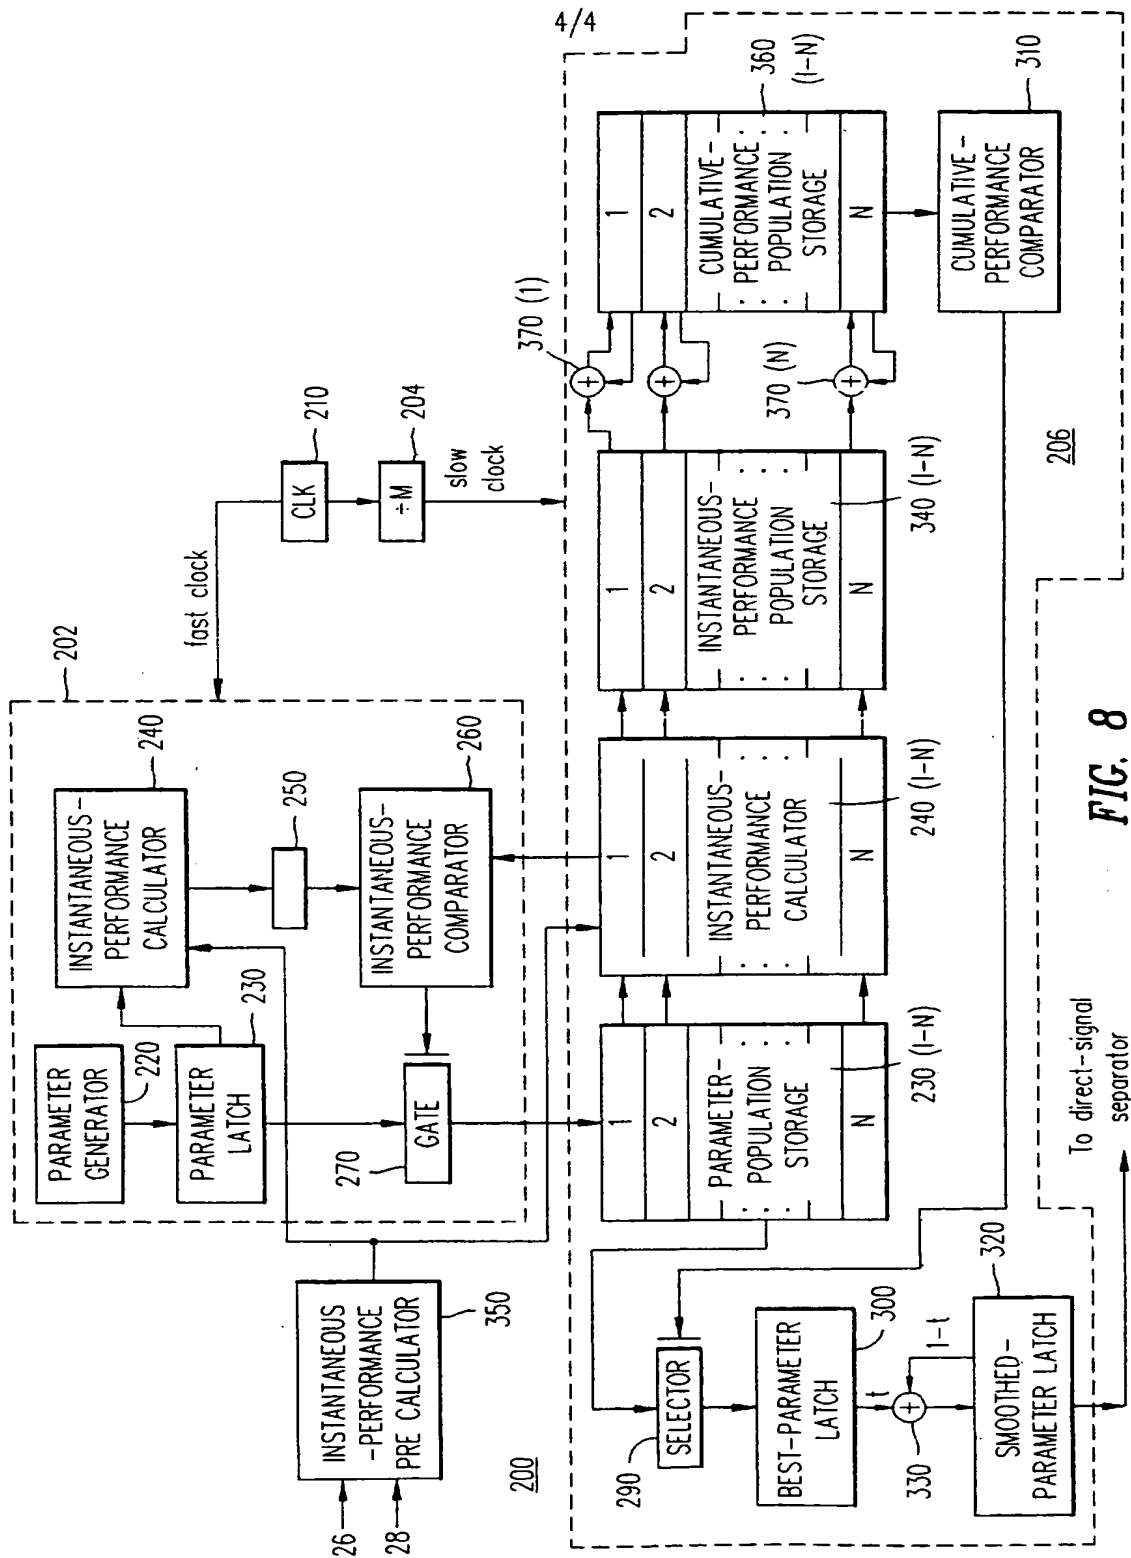 4/4
INSTANTANEOUS
-PERFORMANCE
PRE CALCULATOR
350
26
28
200
202
PARAMETER
GENERATOR
220
PARAMETER
LATCH
230
INSTANTANEOUS-
PERFORMANCE
CALCULATOR
240
250
INSTANTANEOUS-
PERFORMANCE
COMPARATOR
260
GATE
270
fast clock
CLK
210
÷M
204
slow
clock
206
1
2
PARAMETER-
POPULATION
STORAGE
. . .
. . .
N
230 (1-N)
1
2
INSTANTANEOUS-
PERFORMANCE
CALCULATOR
. . .
. . .
N
240 (1-N)
1
2
INSTANTANEOUS-
PERFORMANCE
POPULATION
STORAGE
. . .
. . .
N
340 (1-N)
370 (1)
+
+
+
370 (N)
1
2
CUMULATIVE-
PERFORMANCE
POPULATION
STORAGE
. . .
. . .
N
360
(1-N)
CUMULATIVE-
PERFORMANCE
COMPARATOR
310
SELECTOR
290
BEST-PARAMETER
LATCH
300
t
1-t
+
330
SMOOTHED-
PARAMETER LATCH
320
To direct-signal
separator
FIG. 8